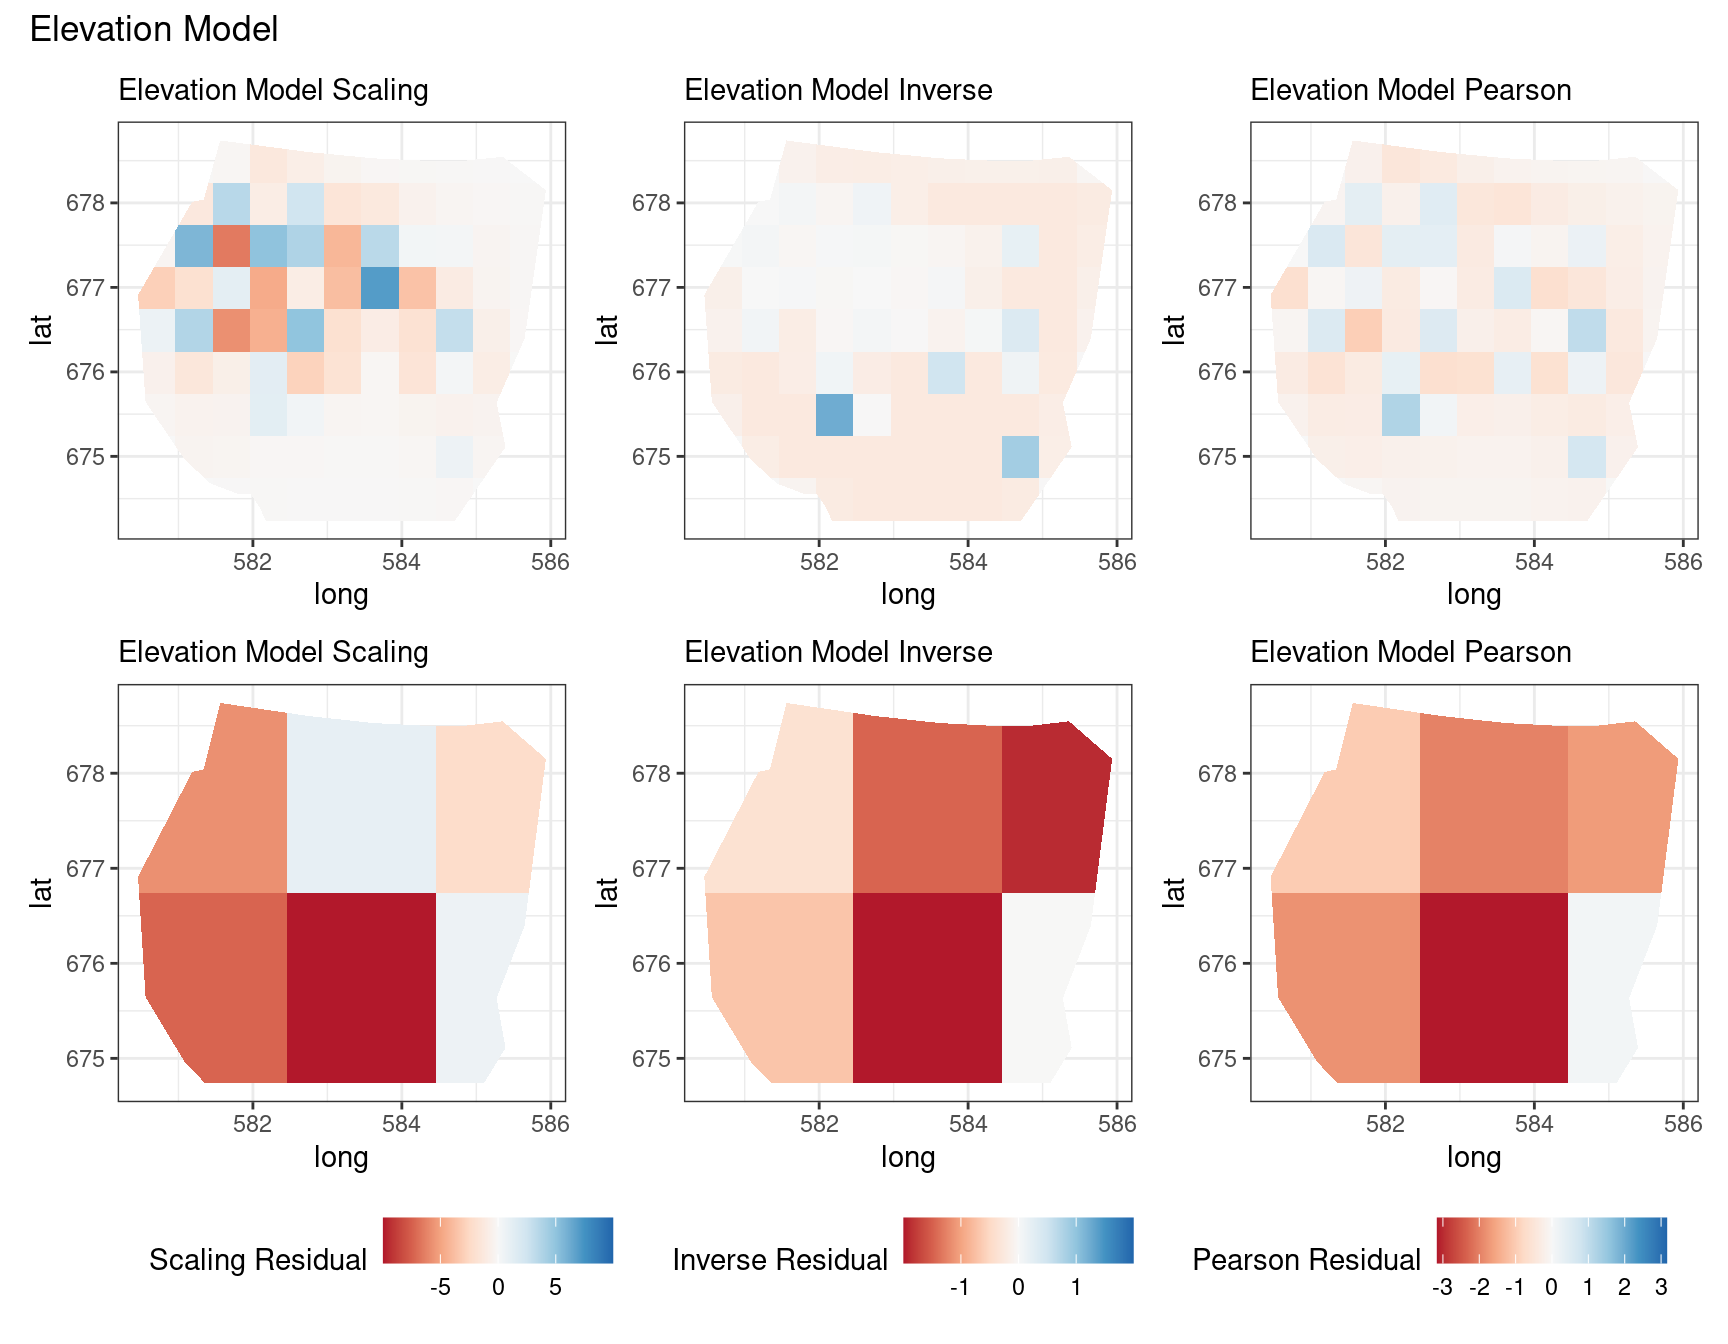 Elevation Model
Elevation Model Scaling
Elevation Model Inverse
Elevation Model Pearson
678
677
676
675
lat
582
584
586
long
678
677
676
675
lat
582
584
586
long
678
677
676
675
lat
582
584
586
long
Elevation Model Scaling
Elevation Model Inverse
Elevation Model Pearson
678
677
676
675
lat
582
584
586
long
678
677
676
675
lat
582
584
586
long
678
677
676
675
lat
582
584
586
long
Scaling Residual
-5
0
5
Inverse Residual
-1
0
1
Pearson Residual
-3
-2
-1
0
1
2
3